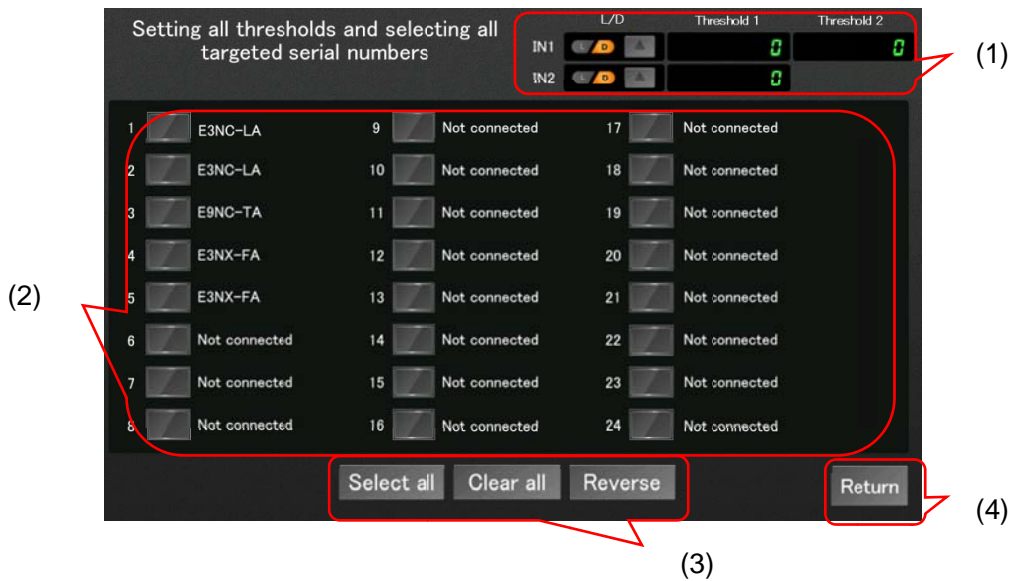 Setting all thresholds and selecting all
targeted serial numbers
L/D Threshold 1 Threshold 2
IN1 L / D 0 0
IN2 L / D 0
(1)
1 E3NC-LA 9 Not connected 17 Not connected
2 E3NC-LA 10 Not connected 18 Not connected
3 E9NC-TA 11 Not connected 19 Not connected
4 E3NX-FA 12 Not connected 20 Not connected
5 E3NX-FA 13 Not connected 21 Not connected
(2)
6 Not connected 14 Not connected 22 Not connected
7 Not connected 15 Not connected 23 Not connected
8 Not connected 16 Not connected 24 Not connected
Select all Clear all Reverse Return
(4)
(3)